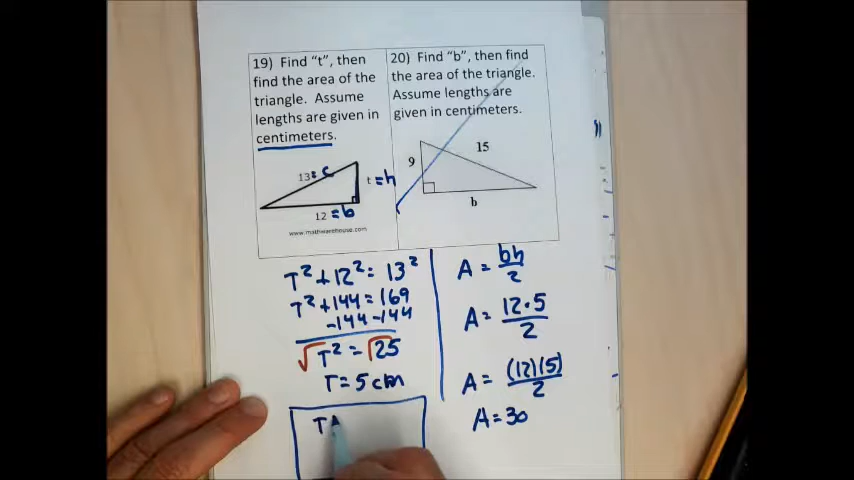 19) Find "t", then
find the area of the
triangle. Assume
lengths are given in
centimeters.
13 = c
t = h
12 = b
www.mathwarehouse.com
20) Find "b", then find
the area of the triangle.
Assume lengths are
given in centimeters.
9
15
b
T² + 12² = 13²
T² + 144 = 169
-144 -144
√T² = √25
T = 5 cm
T
A = bh/2
A = 12 · 5/2
A = (12)(5)/2
A = 30